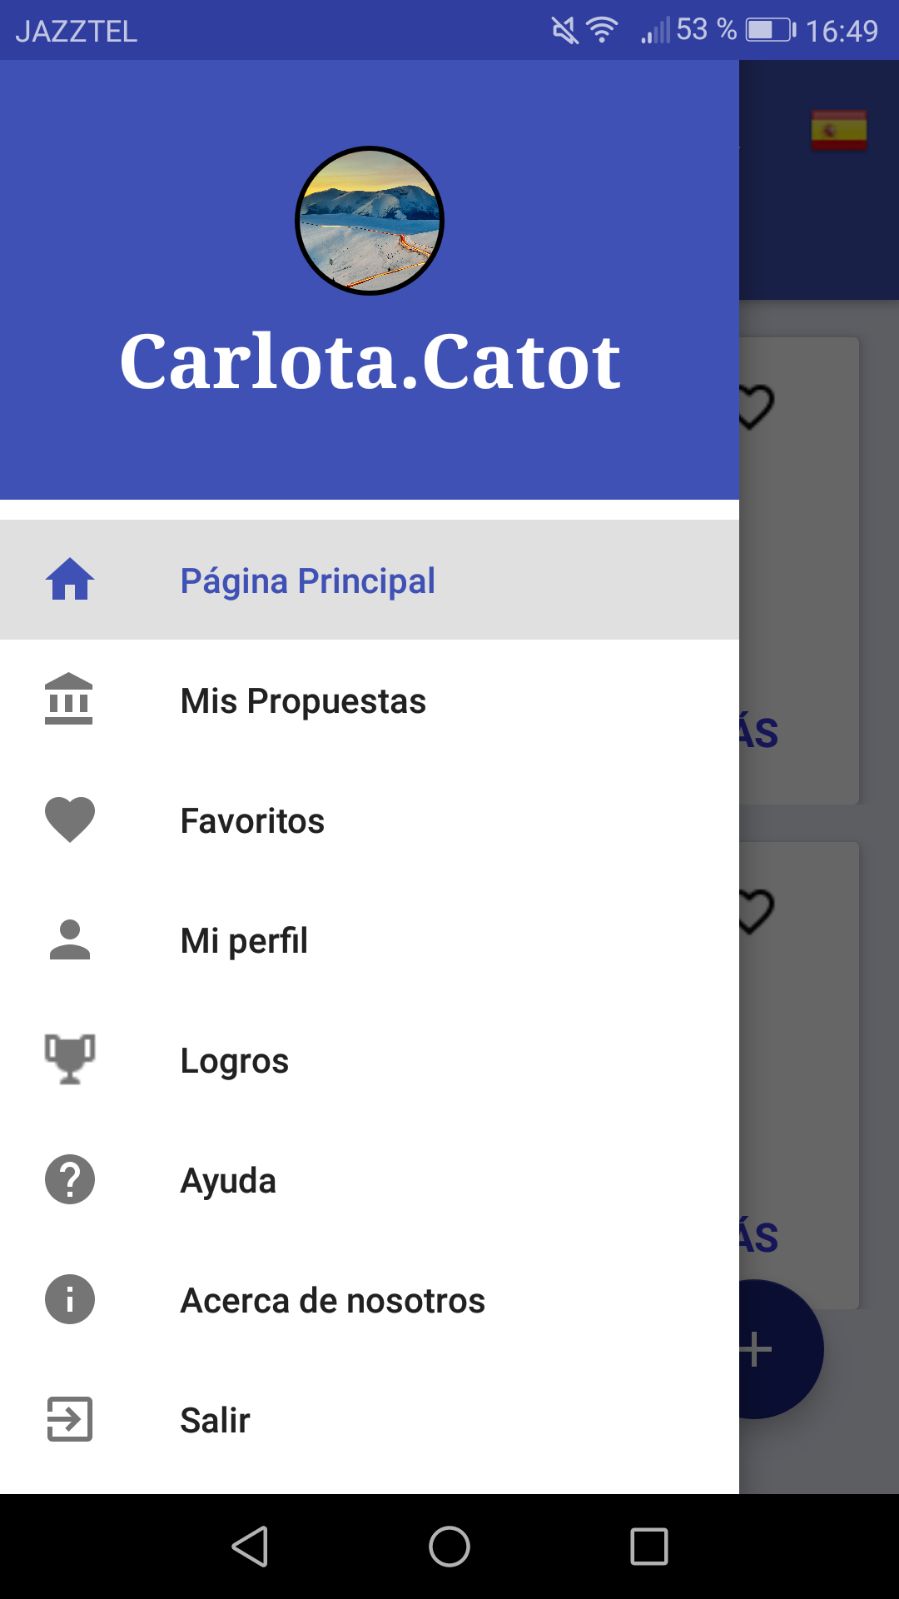 JAZZTEL 53 % 16:49
Carlota.Catot
Página Principal
Mis Propuestas
Favoritos
Mi perfil
ÁS
Logros
Ayuda
ÁS
Acerca de nosotros
Salir